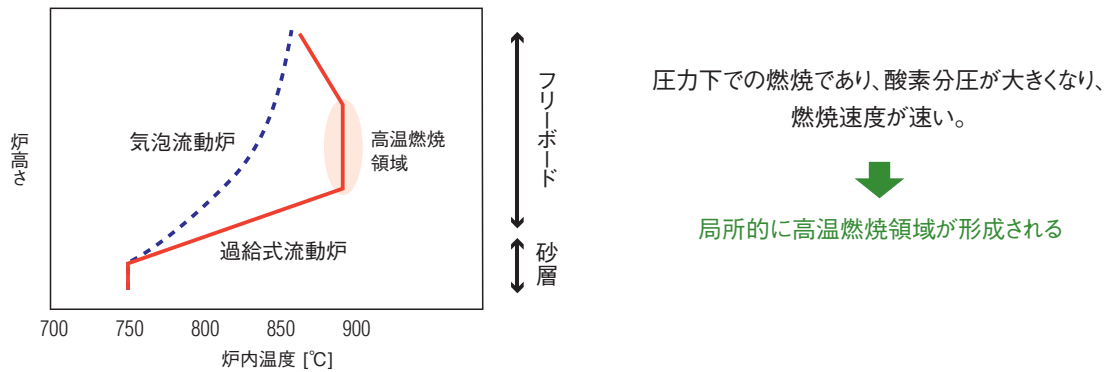 炉高さ
気泡流動炉
高温燃焼
領域
過給式流動炉
700
750
800
850
900
炉内温度 [℃]
フリーボード
砂層
圧力下での燃焼であり、酸素分圧が大きくなり、
燃焼速度が速い。
局所的に高温燃焼領域が形成される